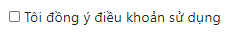 Tôi đồng ý điều khoản sử dụng